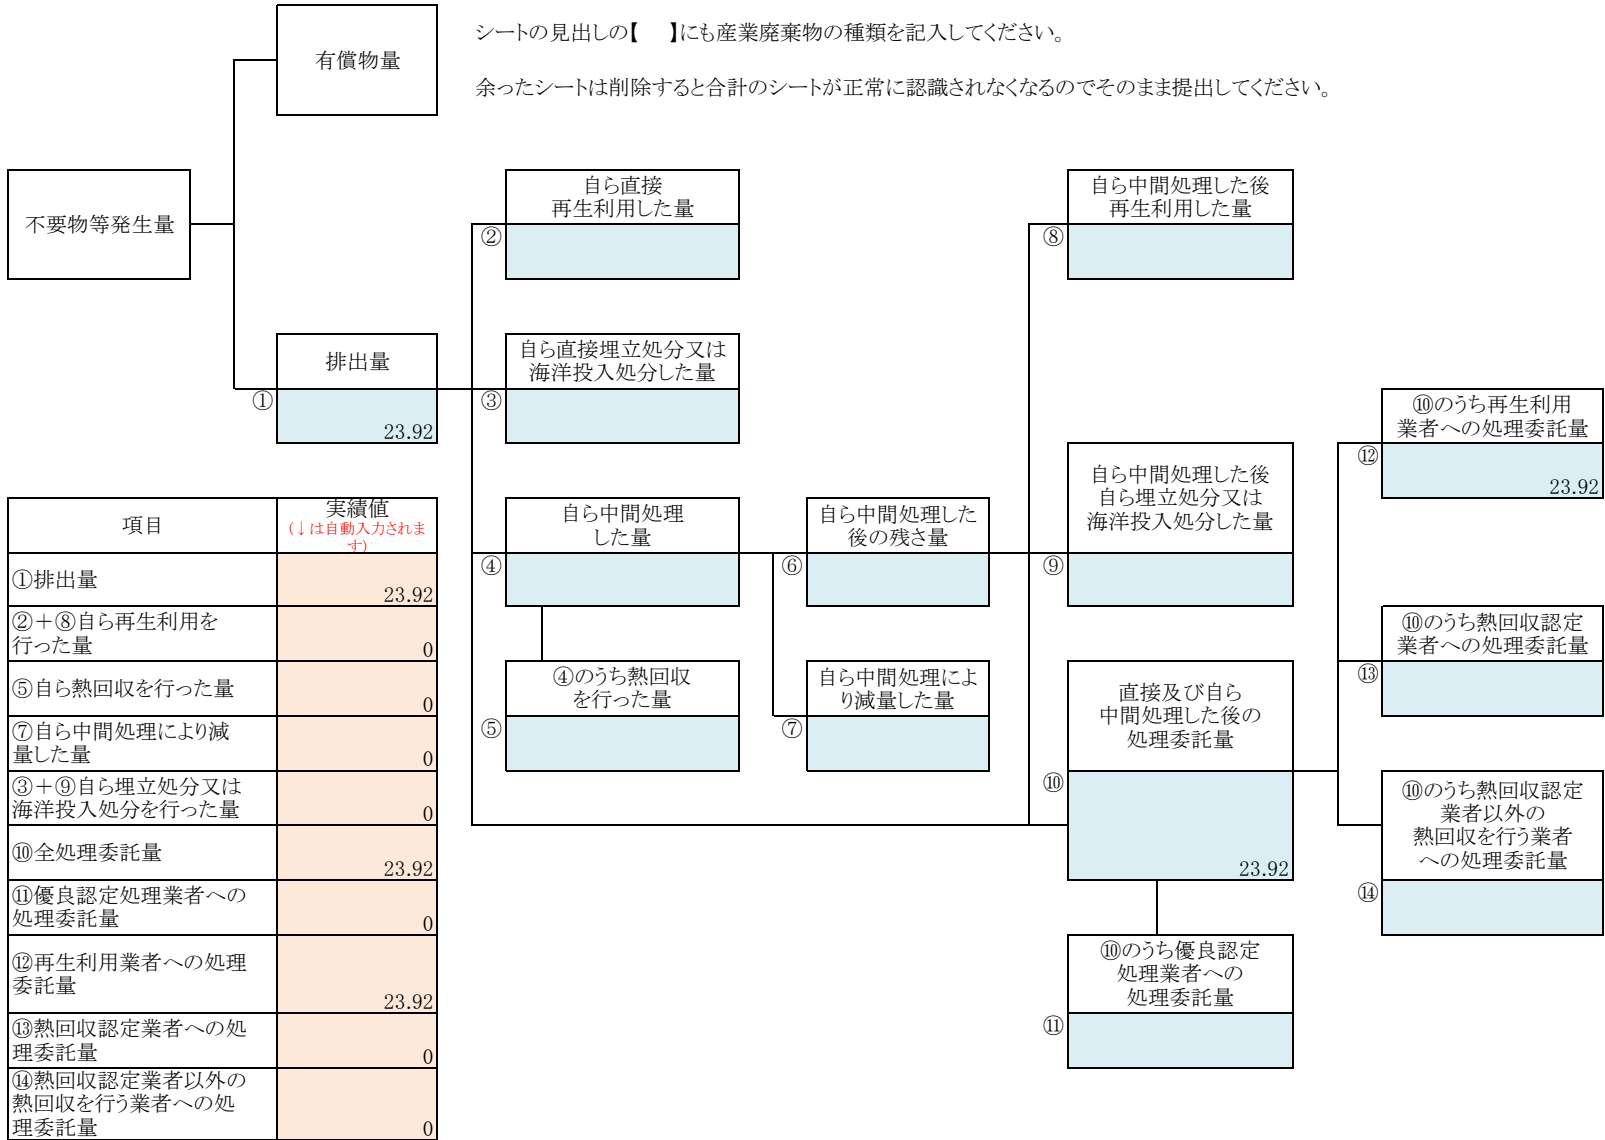 シートの見出しの【　】にも産業廃棄物の種類を記入してください。
余ったシートは削除すると合計のシートが正常に認識されなくなるのでそのまま提出してください。
有償物量
不要物等発生量
排出量
①
23.92
自ら直接
再生利用した量
②
自ら直接埋立処分又は
海洋投入処分した量
③
自ら中間処理
した量
④
④のうち熱回収
を行った量
⑤
自ら中間処理した
後の残さ量
⑥
自ら中間処理によ
り減量した量
⑦
自ら中間処理した後
再生利用した量
⑧
自ら中間処理した後
自ら埋立処分又は
海洋投入処分した量
⑨
直接及び自ら
中間処理した後の
処理委託量
⑩
23.92
⑩のうち優良認定
処理業者への
処理委託量
⑪
⑩のうち再生利用
業者への処理委託量
⑫
23.92
⑩のうち熱回収認定
業者への処理委託量
⑬
⑩のうち熱回収認定
業者以外の
熱回収を行う業者
への処理委託量
⑭
項目
実績値
(↓は自動入力されま
す)
①排出量
23.92
②＋⑧自ら再生利用を
行った量
0
⑤自ら熱回収を行った量
0
⑦自ら中間処理により減
量した量
0
③＋⑨自ら埋立処分又は
海洋投入処分を行った量
0
⑩全処理委託量
23.92
⑪優良認定処理業者への
処理委託量
0
⑫再生利用業者への処理
委託量
23.92
⑬熱回収認定業者への処
理委託量
0
⑭熱回収認定業者以外の
熱回収を行う業者への処
理委託量
0